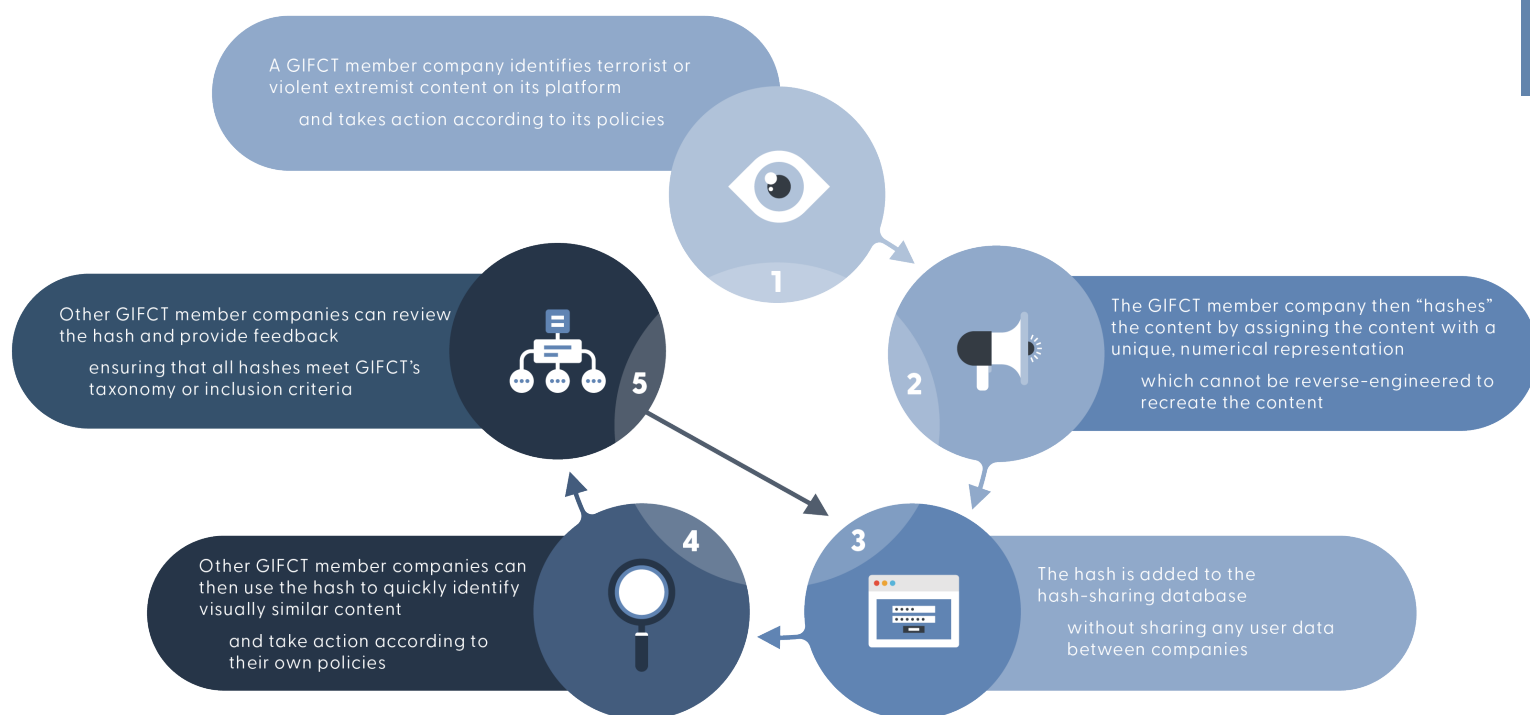 A GIFCT member company identifies terrorist or
violent extremist content on its platform
and takes action according to its policies
1
The GIFCT member company then “hashes”
the content by assigning the content with a
unique, numerical representation
which cannot be reverse-engineered to
recreate the content
2
The hash is added to the
hash-sharing database
without sharing any user data
between companies
3
Other GIFCT member companies can
then use the hash to quickly identify
visually similar content
and take action according to
their own policies
4
Other GIFCT member companies can review
the hash and provide feedback
ensuring that all hashes meet GIFCT’s
taxonomy or inclusion criteria
5